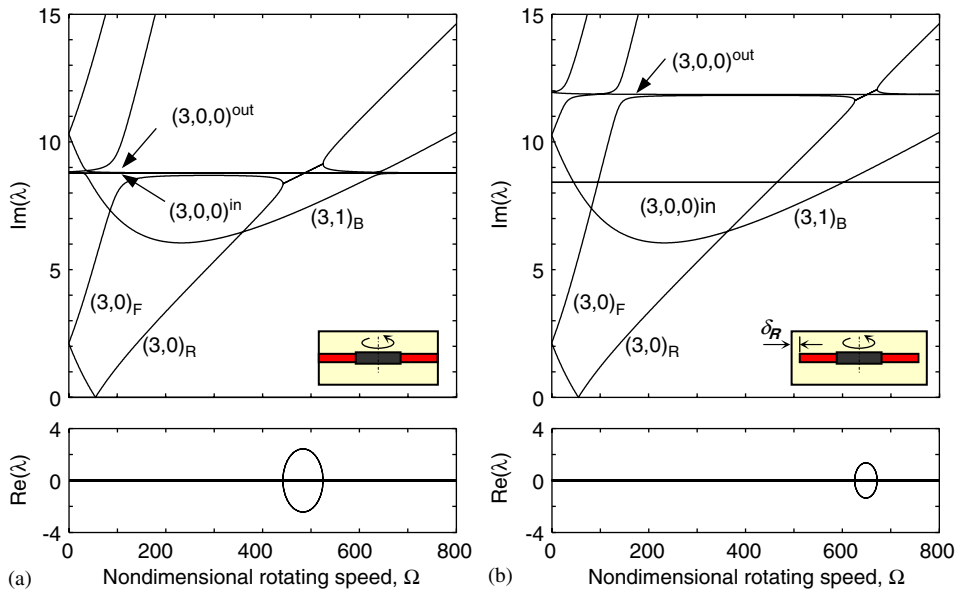 15
10
5
0
Im(λ)
(3,0,0)out
(3,0,0)in
(3,1)B
(3,0)F
(3,0)R
4
0
-4
Re(λ)
0 200 400 600 800
(a) Nondimensional rotating speed, Ω
15
10
5
0
Im(λ)
(3,0,0)out
(3,0,0)in
(3,1)B
(3,0)F
(3,0)R
δR
4
0
-4
Re(λ)
0 200 400 600 800
(b) Nondimensional rotating speed, Ω